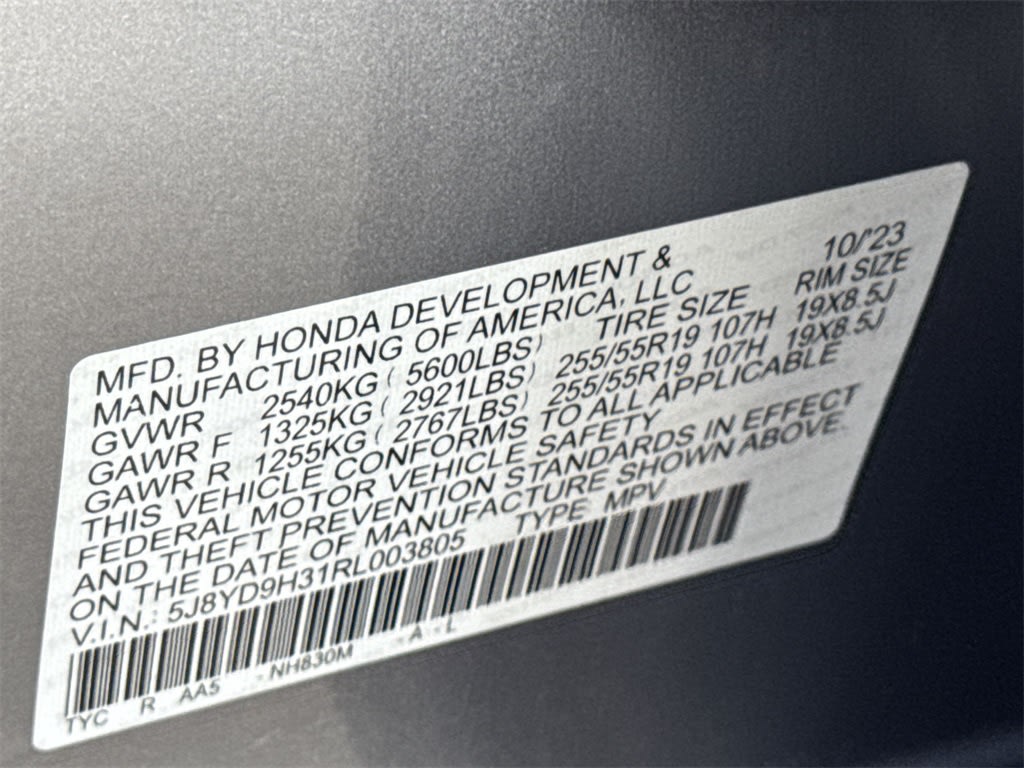 MFD. BY HONDA DEVELOPMENT & 10/'23
MANUFACTURING OF AMERICA, LLC
GVWR 2540KG ( 5600LBS) TIRE SIZE RIM SIZE
GAWR F 1325KG ( 2921LBS) 255/55R19 107H 19X8.5J
GAWR R 1255KG ( 2767LBS) 255/55R19 107H 19X8.5J
THIS VEHICLE CONFORMS TO ALL APPLICABLE
FEDERAL MOTOR VEHICLE SAFETY
AND THEFT PREVENTION STANDARDS IN EFFECT
ON THE DATE OF MANUFACTURE SHOWN ABOVE.
V.I.N.: 5J8YD9H31RL003805 TYPE MPV
TYC R AA5 - NH830M - A - L